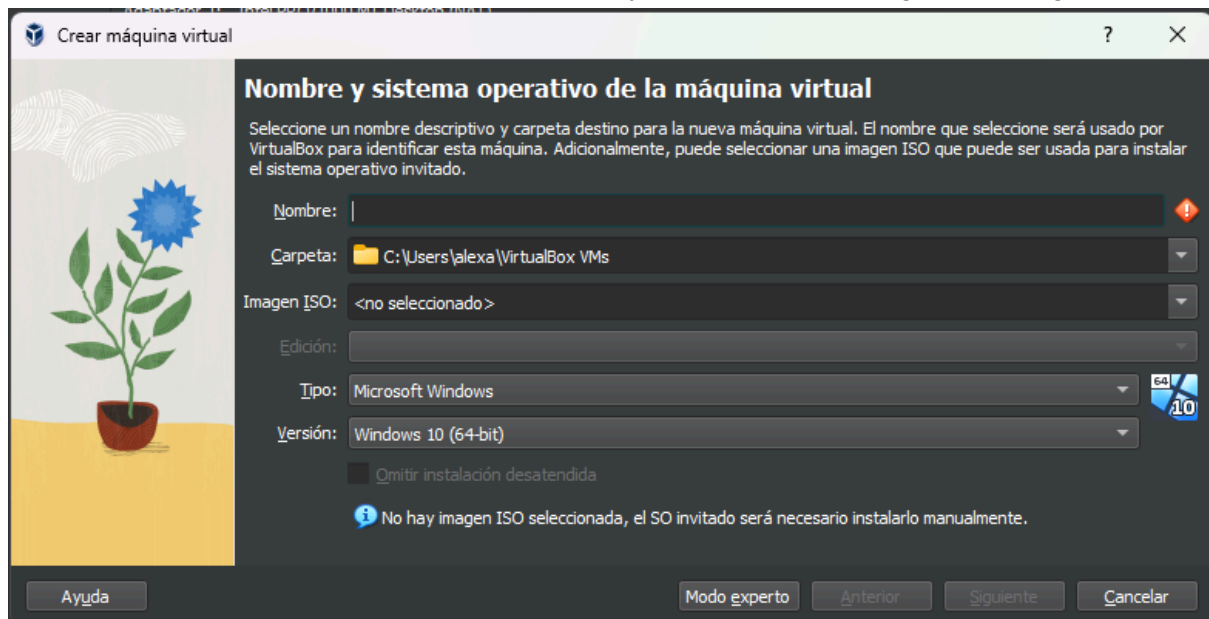 Crear máquina virtual
?
Nombre y sistema operativo de la máquina virtual
Seleccione un nombre descriptivo y carpeta destino para la nueva máquina virtual. El nombre que seleccione será usado por
VirtualBox para identificar esta máquina. Adicionalmente, puede seleccionar una imagen ISO que puede ser usada para instalar
el sistema operativo invitado.
Nombre:
Carpeta: C:\Users\alexa\VirtualBox VMs
Imagen ISO: <no seleccionado>
Edición:
Tipo: Microsoft Windows
64
10
Versión: Windows 10 (64-bit)
Omitir instalación desatendida
No hay imagen ISO seleccionada, el SO invitado será necesario instalarlo manualmente.
Ayuda Modo experto Anterior Siguiente Cancelar